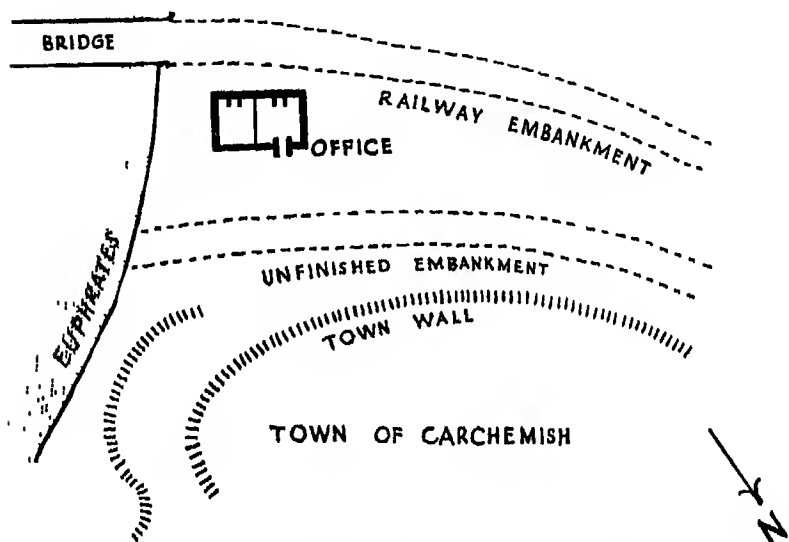 BRIDGE
RAILWAY EMBANKMENT
OFFICE
EUPHRATES
UNFINISHED EMBANKMENT
TOWN WALL
TOWN OF CARCHEMISH
N